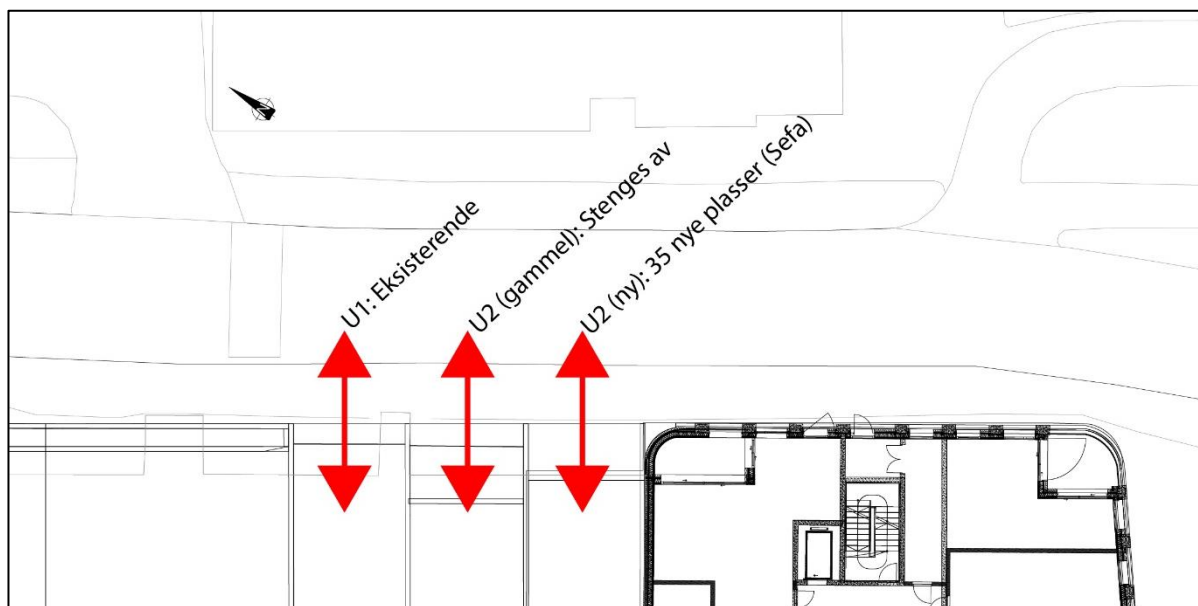 U1: Eksisterende
U2 (gammel): Stenges av
U2 (ny): 35 nye plasser (Sefa)